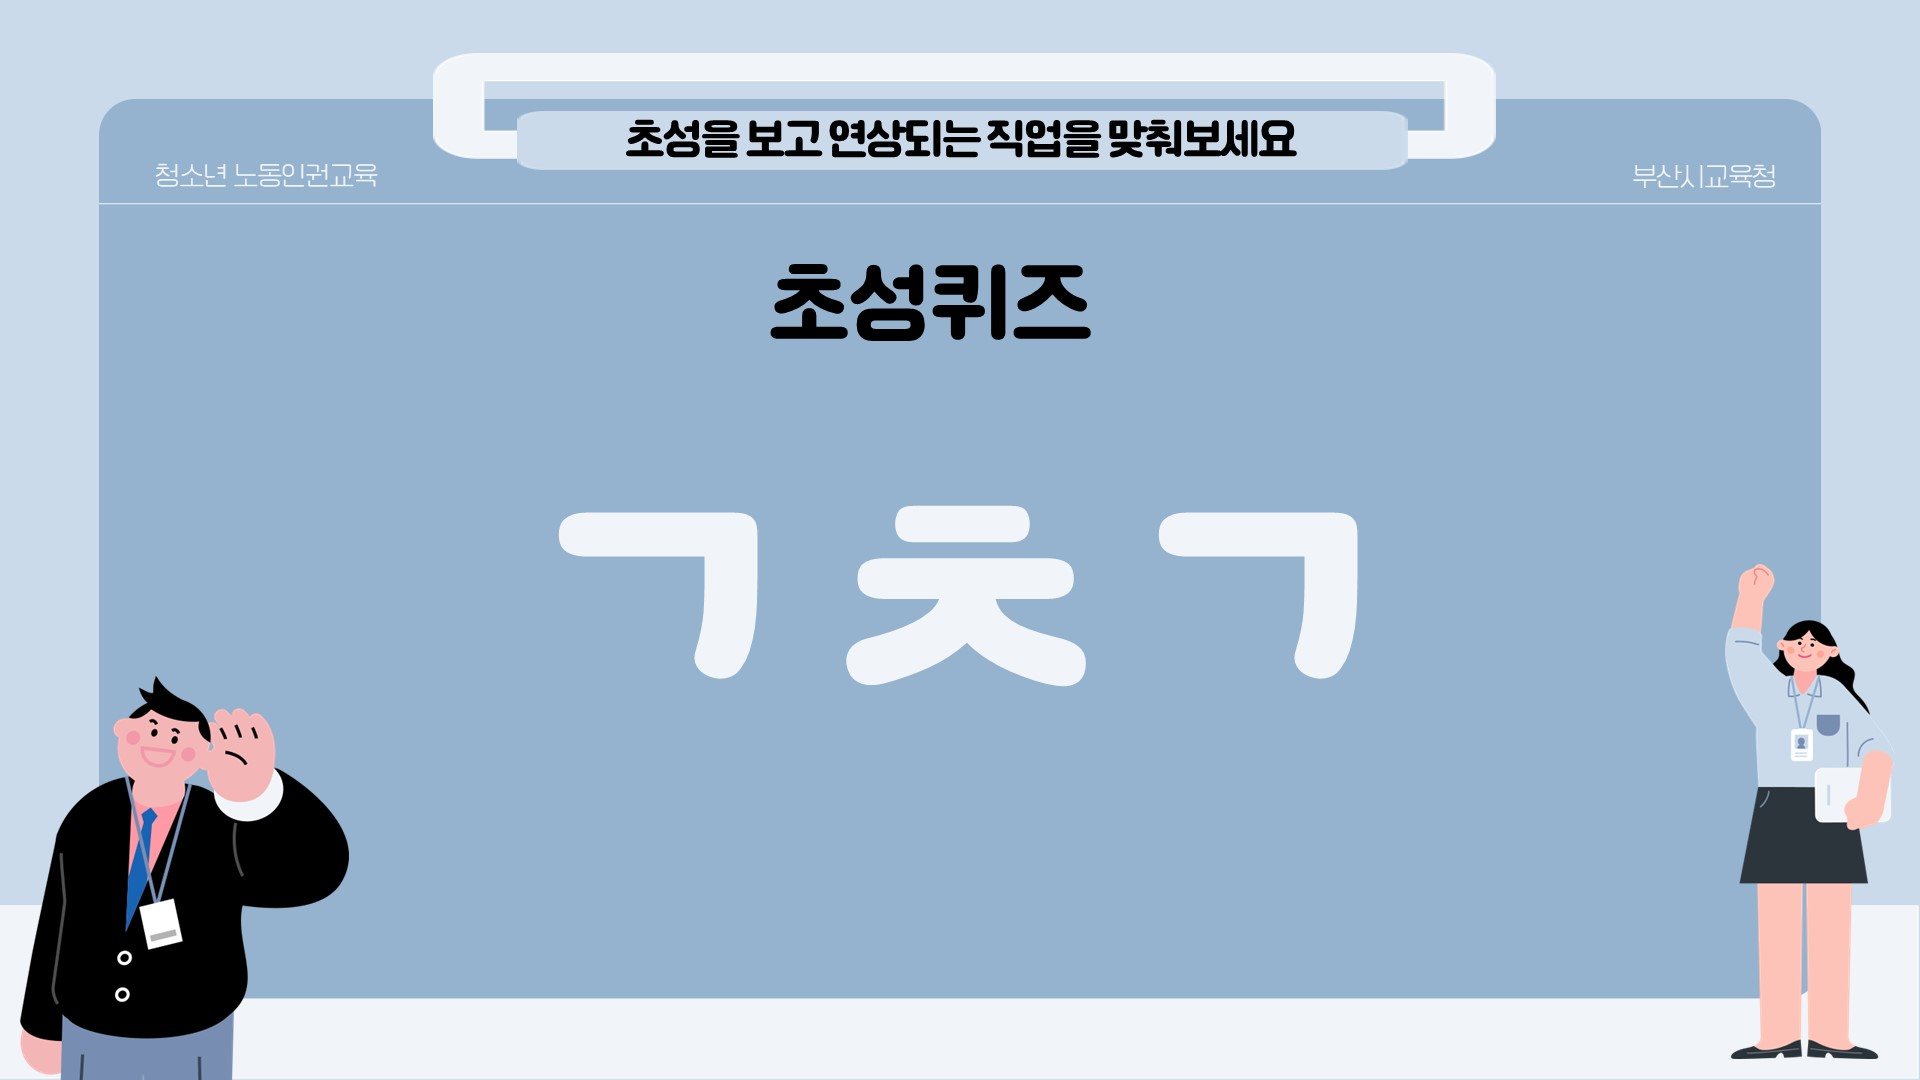 초성을 보고 연상되는 직업을 맞춰보세요
청소년 노동인권교육
부산시교육청
초성퀴즈
ㄱㅊㄱ